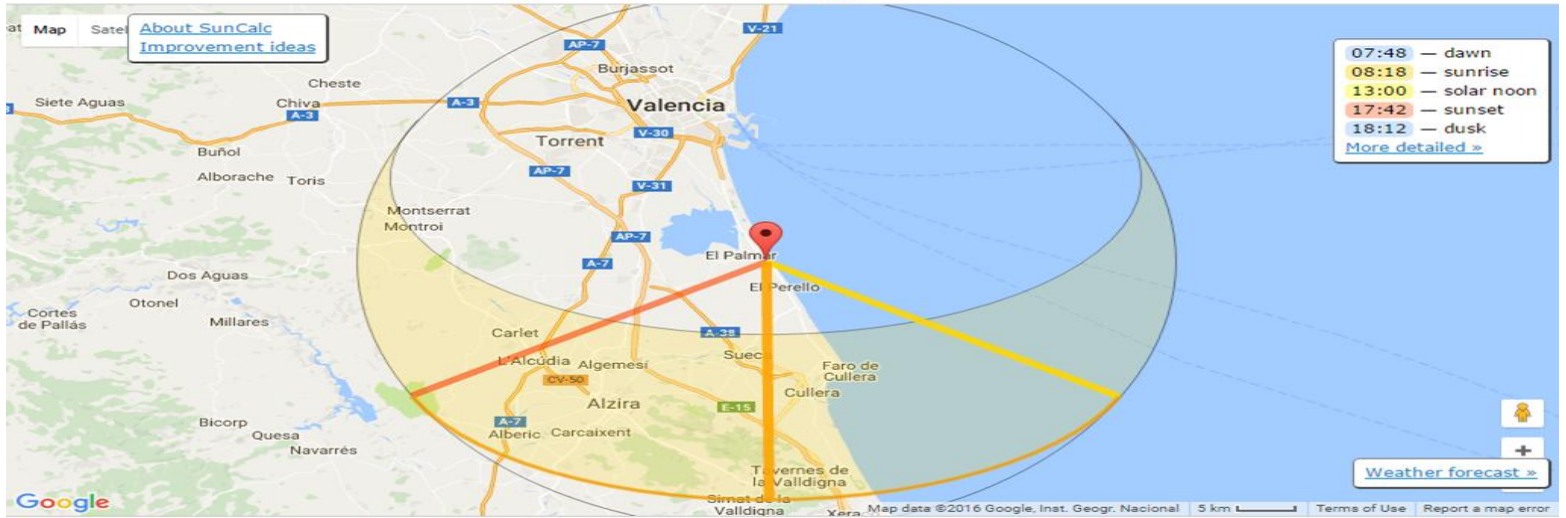 at
Map
Satel
About SunCalc
Improvement ideas
V-21
07:48 — dawn
08:18 — sunrise
13:00 — solar noon
17:42 — sunset
18:12 — dusk
More detailed »
AP-7
Burjassot
Cheste
Siete Aguas
Chiva
A-3
A-3
A-3
Valencia
V-30
Torrent
Buñol
AP-7
Alborache
Toris
V-31
Montserrat
Montroi
AP-7
El Palmar
A-7
Dos Aguas
El Perello
Otonel
Cortes
de Pallás
Millares
Carlet
A-38
Sueca
L'Alcúdia
Algemesí
Faro de
Cullera
CV-50
Cullera
Alzira
E-15
Bicorp
A-7
Quesa
Alberic
Carcaixent
Navarrés
Tavernes de
la Valldigna
+
Weather forecast »
Simat de la
Valldigna
Xera
Google
Map data ©2016 Google, Inst. Geogr. Nacional
5 km
Terms of Use
Report a map error